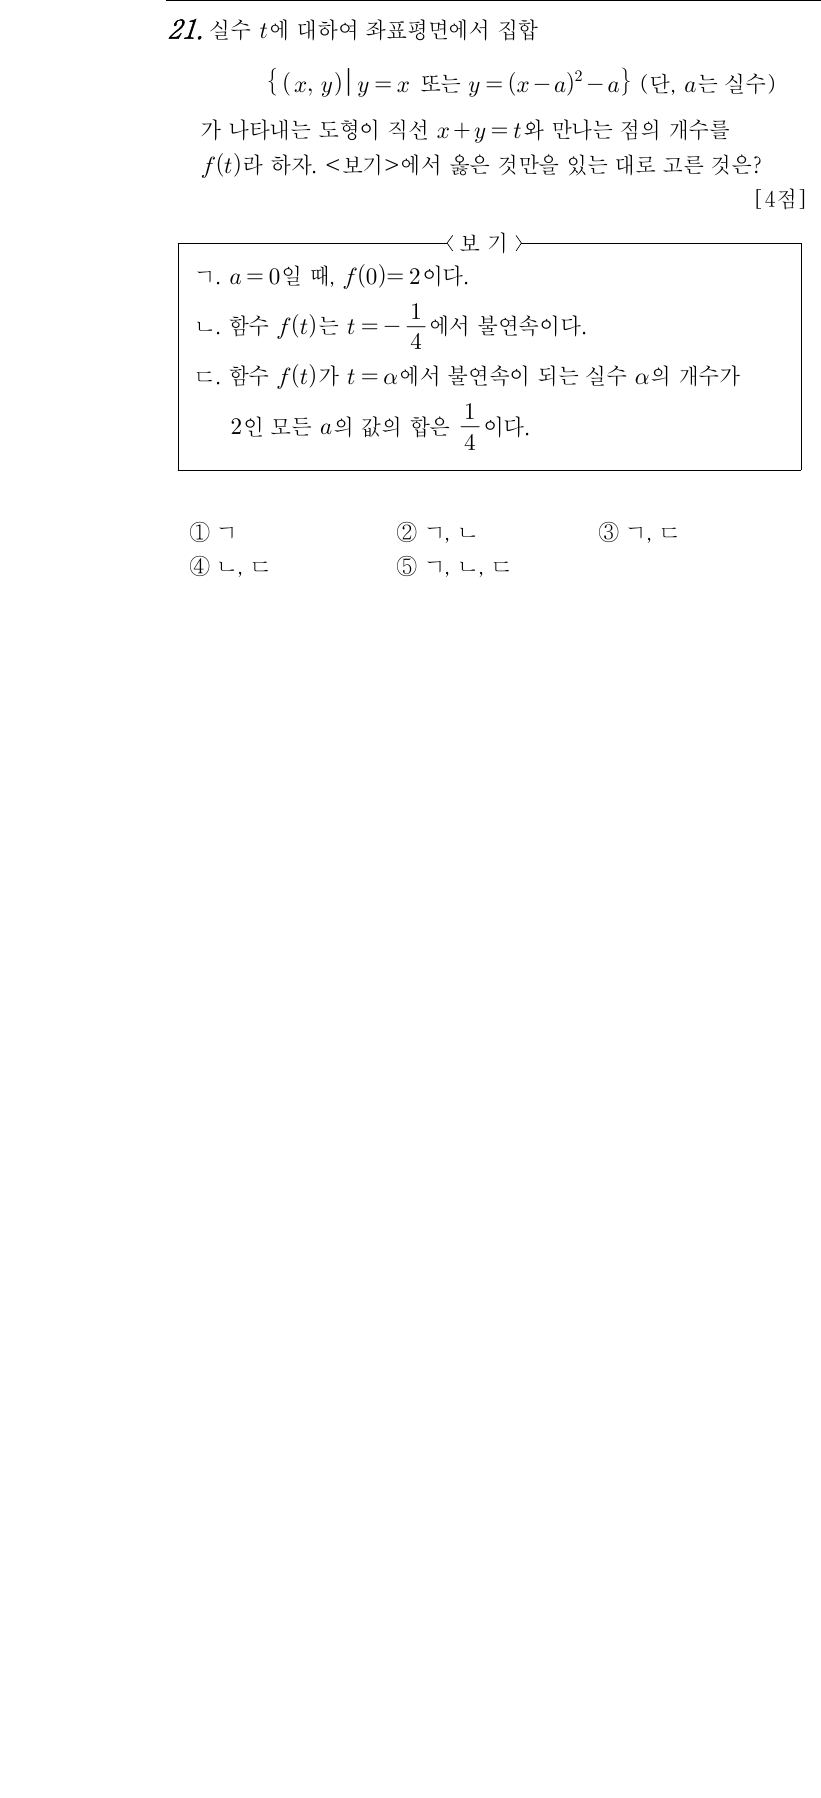 21. 실수 t에 대하여 좌표평면에서 집합
{(x, y)|y=x 또는 y=(x-a)²-a} (단, a는 실수)
가 나타내는 도형이 직선 x+y=t와 만나는 점의 개수를
f(t)라 하자. <보기>에서 옳은 것만을 있는 대로 고른 것은?
[4점]
〈보 기〉
ㄱ. a=0일 때, f(0)=2이다.
ㄴ. 함수 f(t)는 t=-1/4에서 불연속이다.
ㄷ. 함수 f(t)가 t=α에서 불연속이 되는 실수 α의 개수가
2인 모든 a의 값의 합은 1/4이다.
① ㄱ ② ㄱ, ㄴ ③ ㄱ, ㄷ
④ ㄴ, ㄷ ⑤ ㄱ, ㄴ, ㄷ